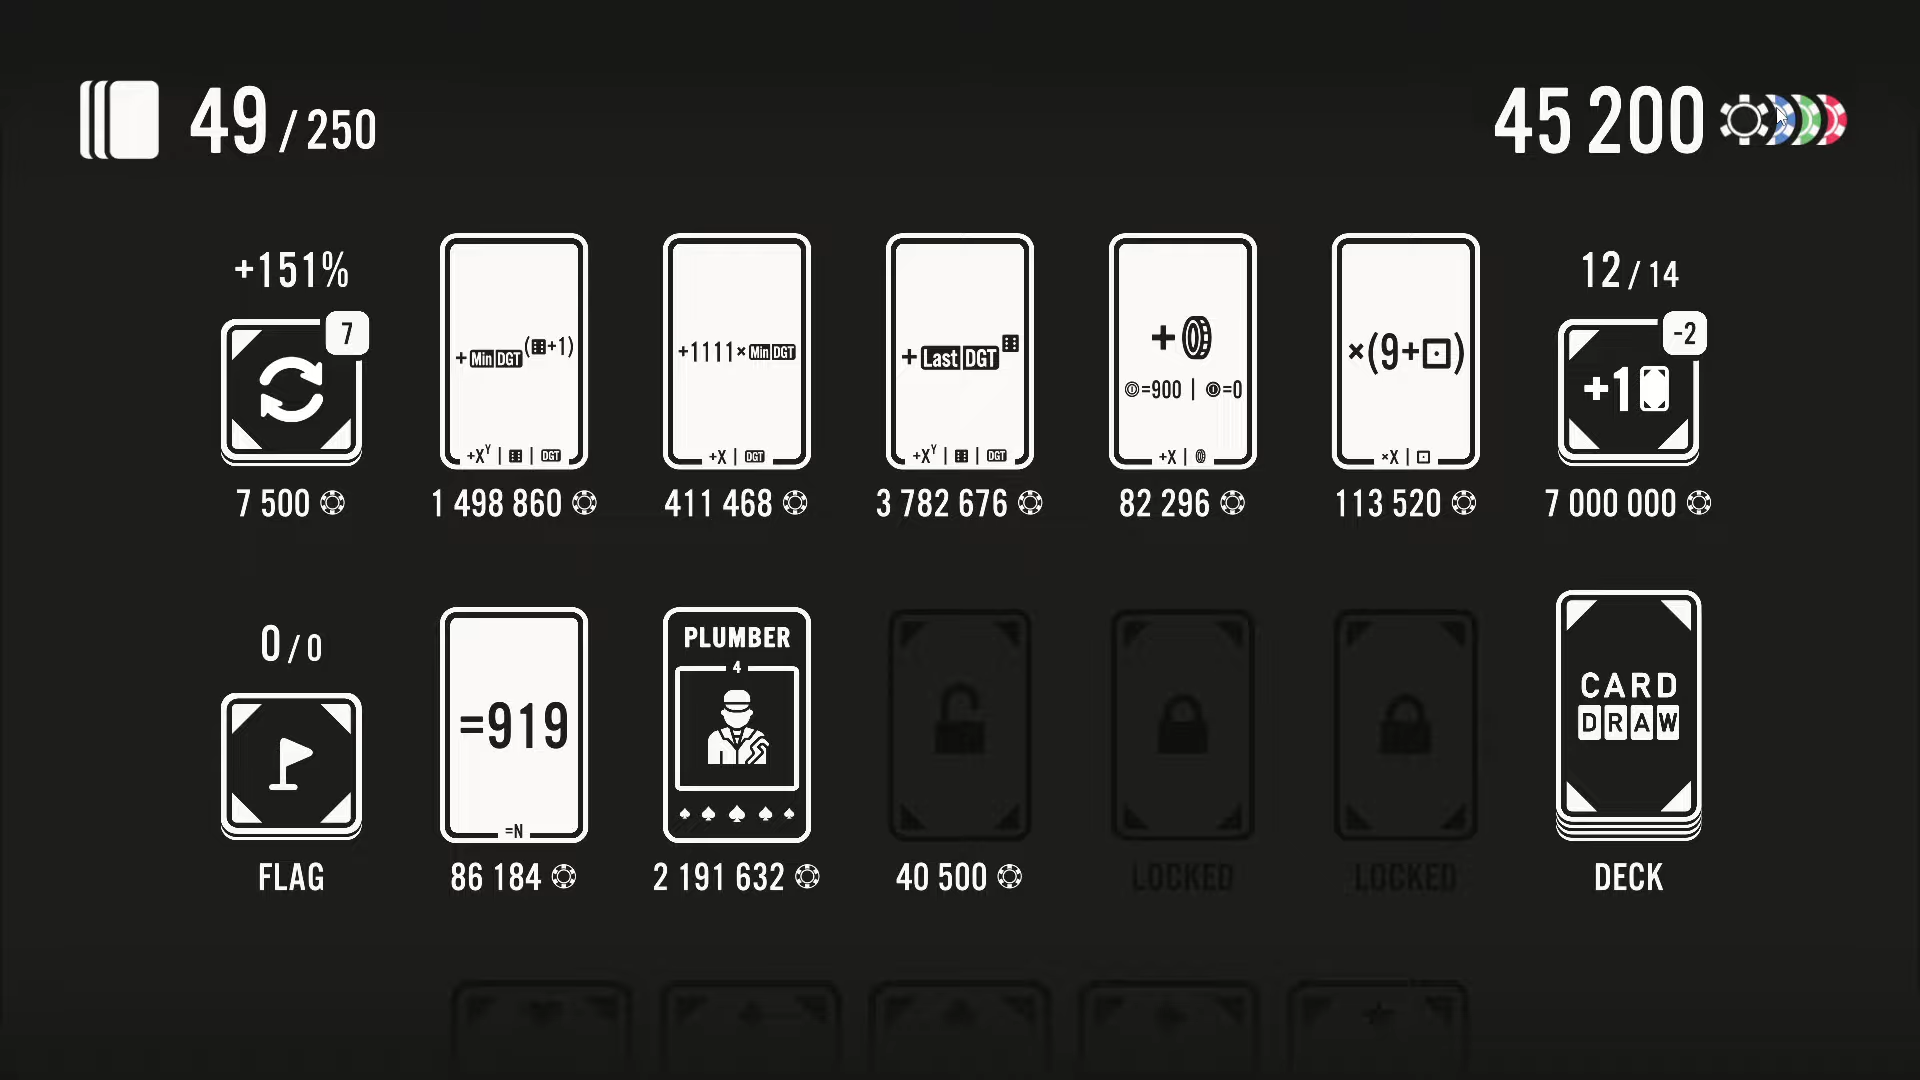 49 / 250
45 200
+151%
12 / 14
7
-2
+ Min DGT (+1)
+1111× Min DGT
+ Last DGT
+
=900 | =0
×(9+⚀)
+1
+X^Y | | DGT
+X | DGT
+X^Y | | DGT
+X |
×X | ⚀
7 500
1 498 860
411 468
3 782 676
82 296
113 520
7 000 000
0 / 0
=919
=N
PLUMBER
4
CARD
DRAW
FLAG
86 184
2 191 632
40 500
LOCKED
LOCKED
DECK